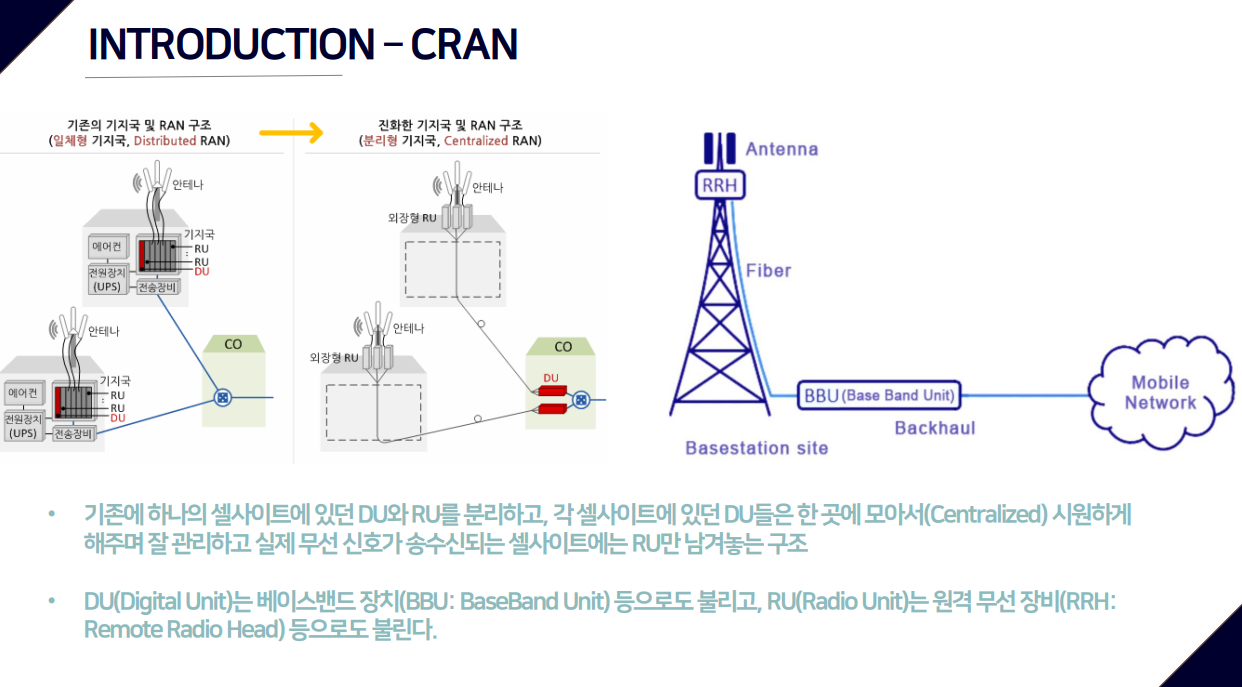 INTRODUCTION – CRAN
기존의 기지국 및 RAN 구조
(일체형 기지국, Distributed RAN)
안테나
기지국
에어컨
RU
:
RU
전원장치
(UPS)
DU
전송장비
안테나
기지국
에어컨
RU
:
RU
전원장치
(UPS)
DU
전송장비
CO
진화한 기지국 및 RAN 구조
(분리형 기지국, Centralized RAN)
안테나
외장형 RU
안테나
외장형 RU
CO
DU
Antenna
RRH
Fiber
BBU(Base Band Unit)
Backhaul
Basestation site
Mobile
Network
• 기존에 하나의 셀사이트에 있던 DU와 RU를 분리하고, 각 셀사이트에 있던 DU들은 한 곳에 모아서(Centralized) 시원하게
해주며 잘 관리하고 실제 무선 신호가 송수신되는 셀사이트에는 RU만 남겨놓는 구조
• DU(Digital Unit)는 베이스밴드 장치(BBU: BaseBand Unit) 등으로도 불리고, RU(Radio Unit)는 원격 무선 장비(RRH:
Remote Radio Head) 등으로도 불린다.